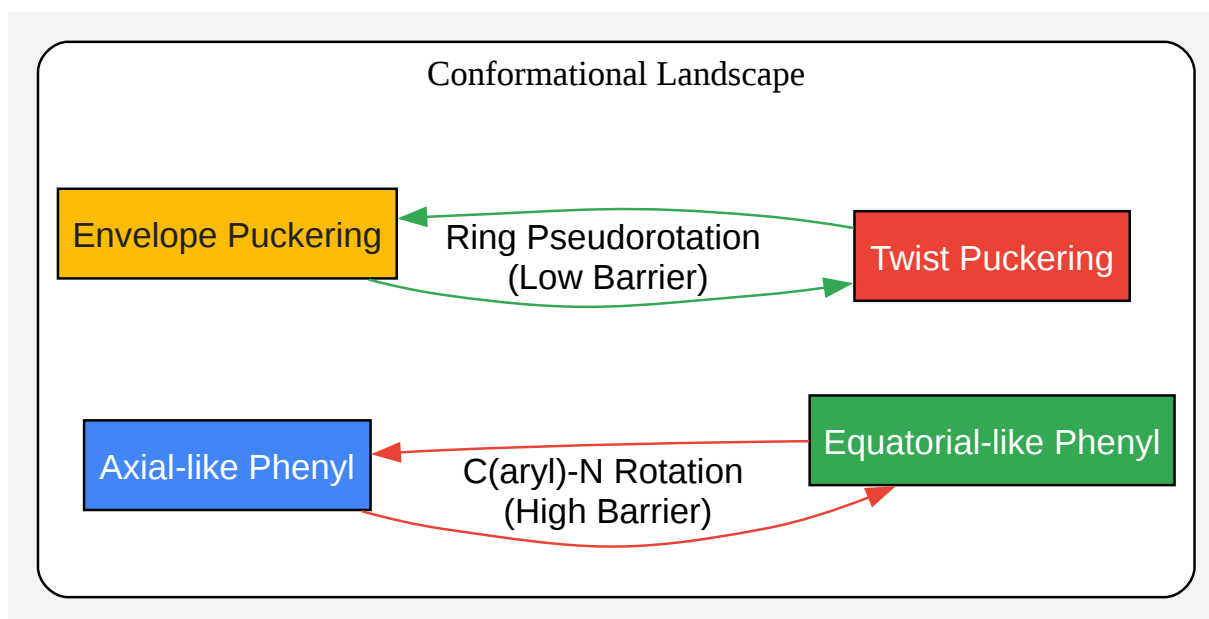 Conformational Landscape
Envelope Puckering
Ring Pseudorotation
(Low Barrier)
Twist Puckering
Axial-like Phenyl
C(aryl)-N Rotation
(High Barrier)
Equatorial-like Phenyl